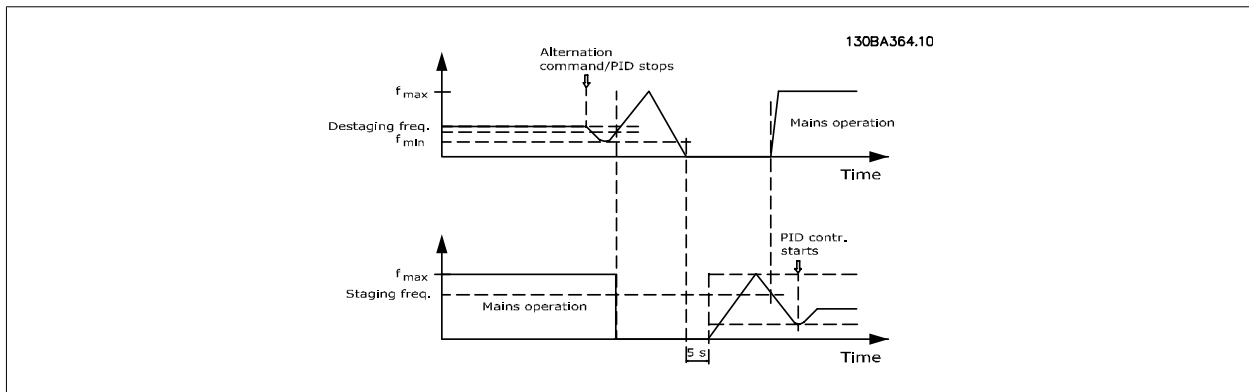 130BA364.10
Alternation
command/PID stops
f max
Destaging freq.
f min
Mains operation
Time
PID contr.
starts
f max
Staging freq.
Mains operation
5 s
Time